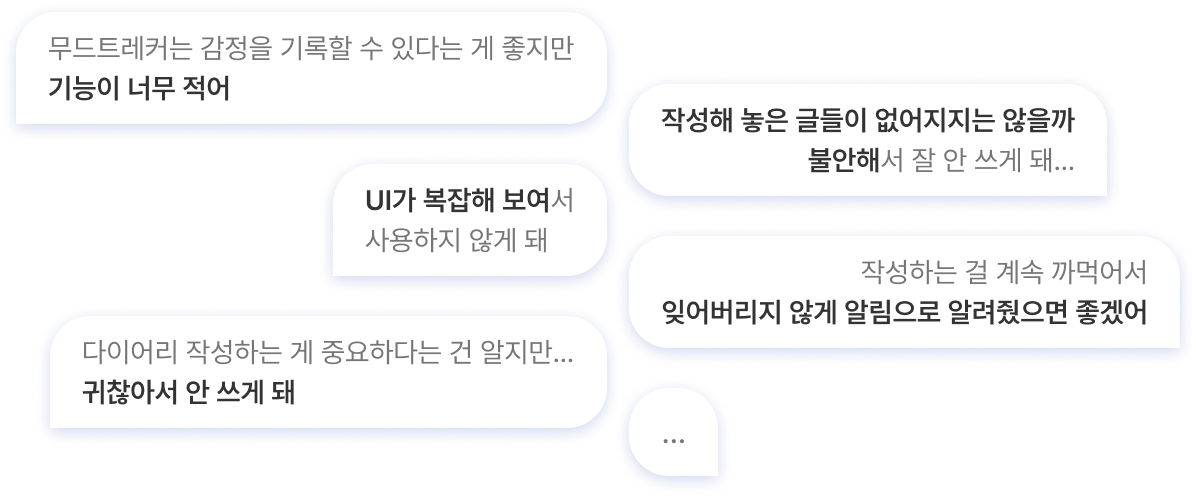 무드트레커는 감정을 기록할 수 있다는 게 좋지만
기능이 너무 적어
작성해 놓은 글들이 없어지지는 않을까
불안해서 잘 안 쓰게 돼...
UI가 복잡해 보여서
사용하지 않게 돼
작성하는 걸 계속 까먹어서
잊어버리지 않게 알림으로 알려줬으면 좋겠어
다이어리 작성하는 게 중요하다는 건 알지만...
귀찮아서 안 쓰게 돼
...